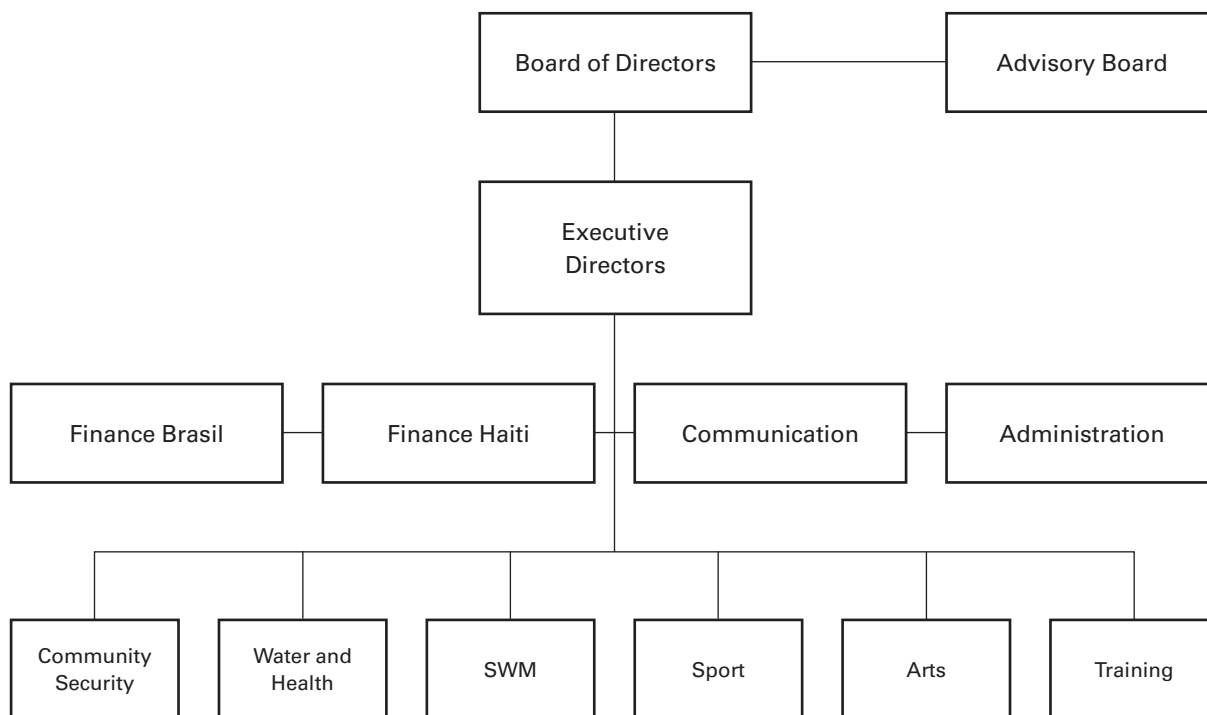 Board of Directors
Advisory Board
Executive
Directors
Finance Brasil
Finance Haiti
Communication
Administration
Community
Security
Water and
Health
SWM
Sport
Arts
Training